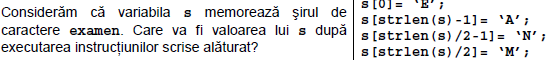 Considerăm că variabila s memorează şirul de
caractere examen. Care va fi valoarea lui s după
executarea instrucţiunilor scrise alăturat?
s[0]= ‘E’;
s[strlen(s)-1]= ‘A’;
s[strlen(s)/2-1]= ‘N’;
s[strlen(s)/2]= ‘M’;